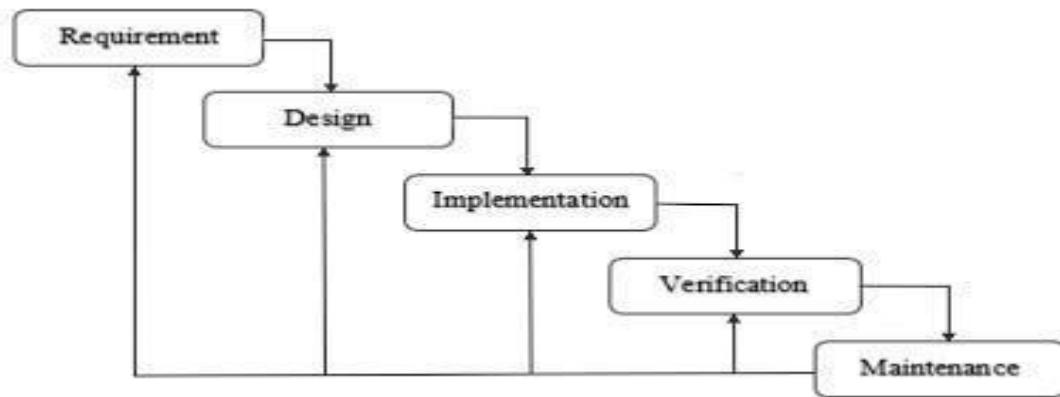 Requirement
Design
Implementation
Verification
Maintenance